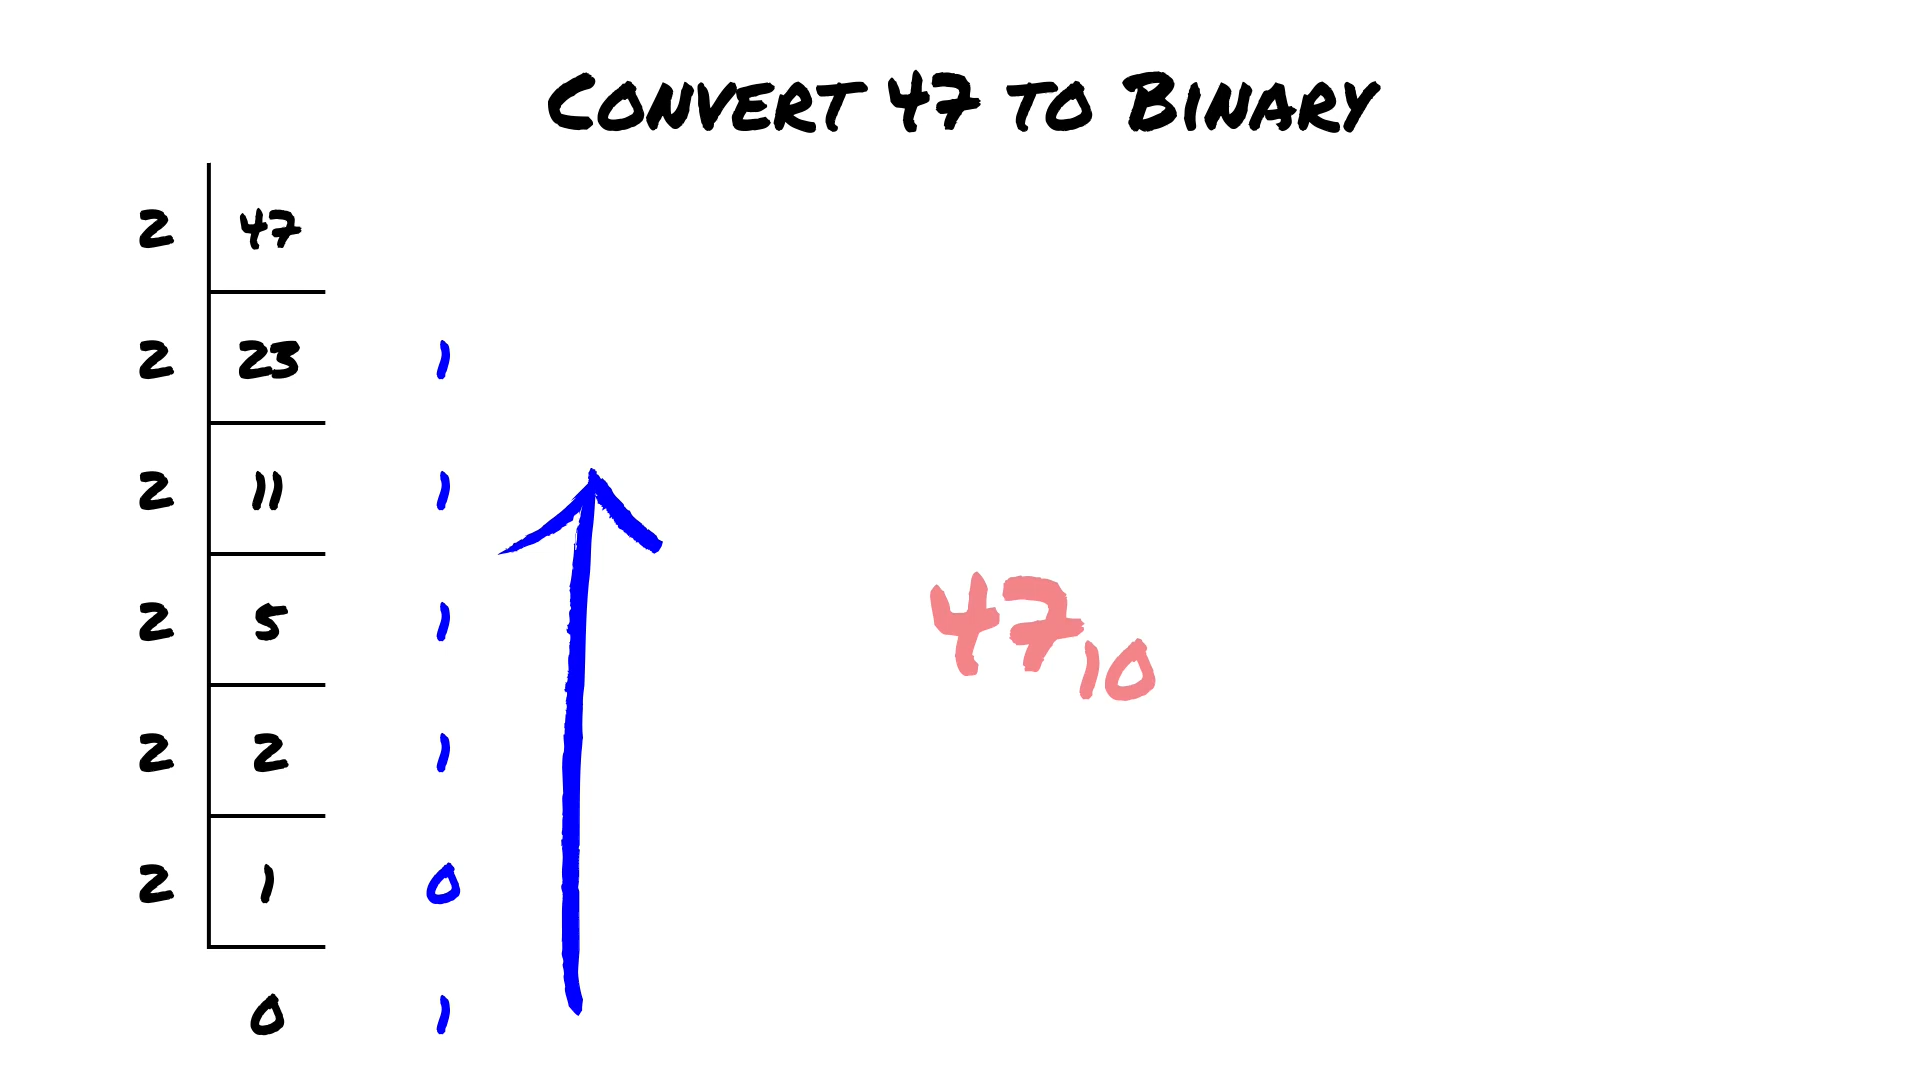 Convert 47 to Binary
2 47
2 23 1
2 11 1
2 5 1
2 2 1
2 1 0
0 1
47₁₀